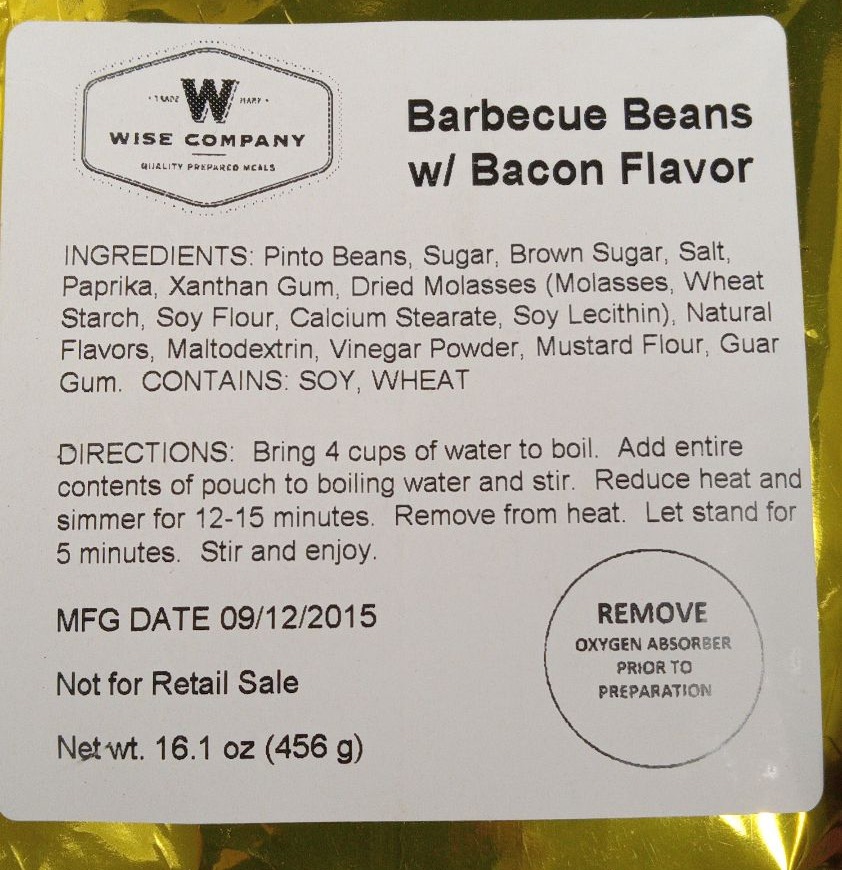 TRADE W MARK
WISE COMPANY
QUALITY PREPARED MEALS
Barbecue Beans
w/ Bacon Flavor
INGREDIENTS: Pinto Beans, Sugar, Brown Sugar, Salt,
Paprika, Xanthan Gum, Dried Molasses (Molasses, Wheat
Starch, Soy Flour, Calcium Stearate, Soy Lecithin), Natural
Flavors, Maltodextrin, Vinegar Powder, Mustard Flour, Guar
Gum. CONTAINS: SOY, WHEAT
DIRECTIONS: Bring 4 cups of water to boil. Add entire
contents of pouch to boiling water and stir. Reduce heat and
simmer for 12-15 minutes. Remove from heat. Let stand for
5 minutes. Stir and enjoy.
MFG DATE 09/12/2015
Not for Retail Sale
Net wt. 16.1 oz (456 g)
REMOVE
OXYGEN ABSORBER
PRIOR TO
PREPARATION